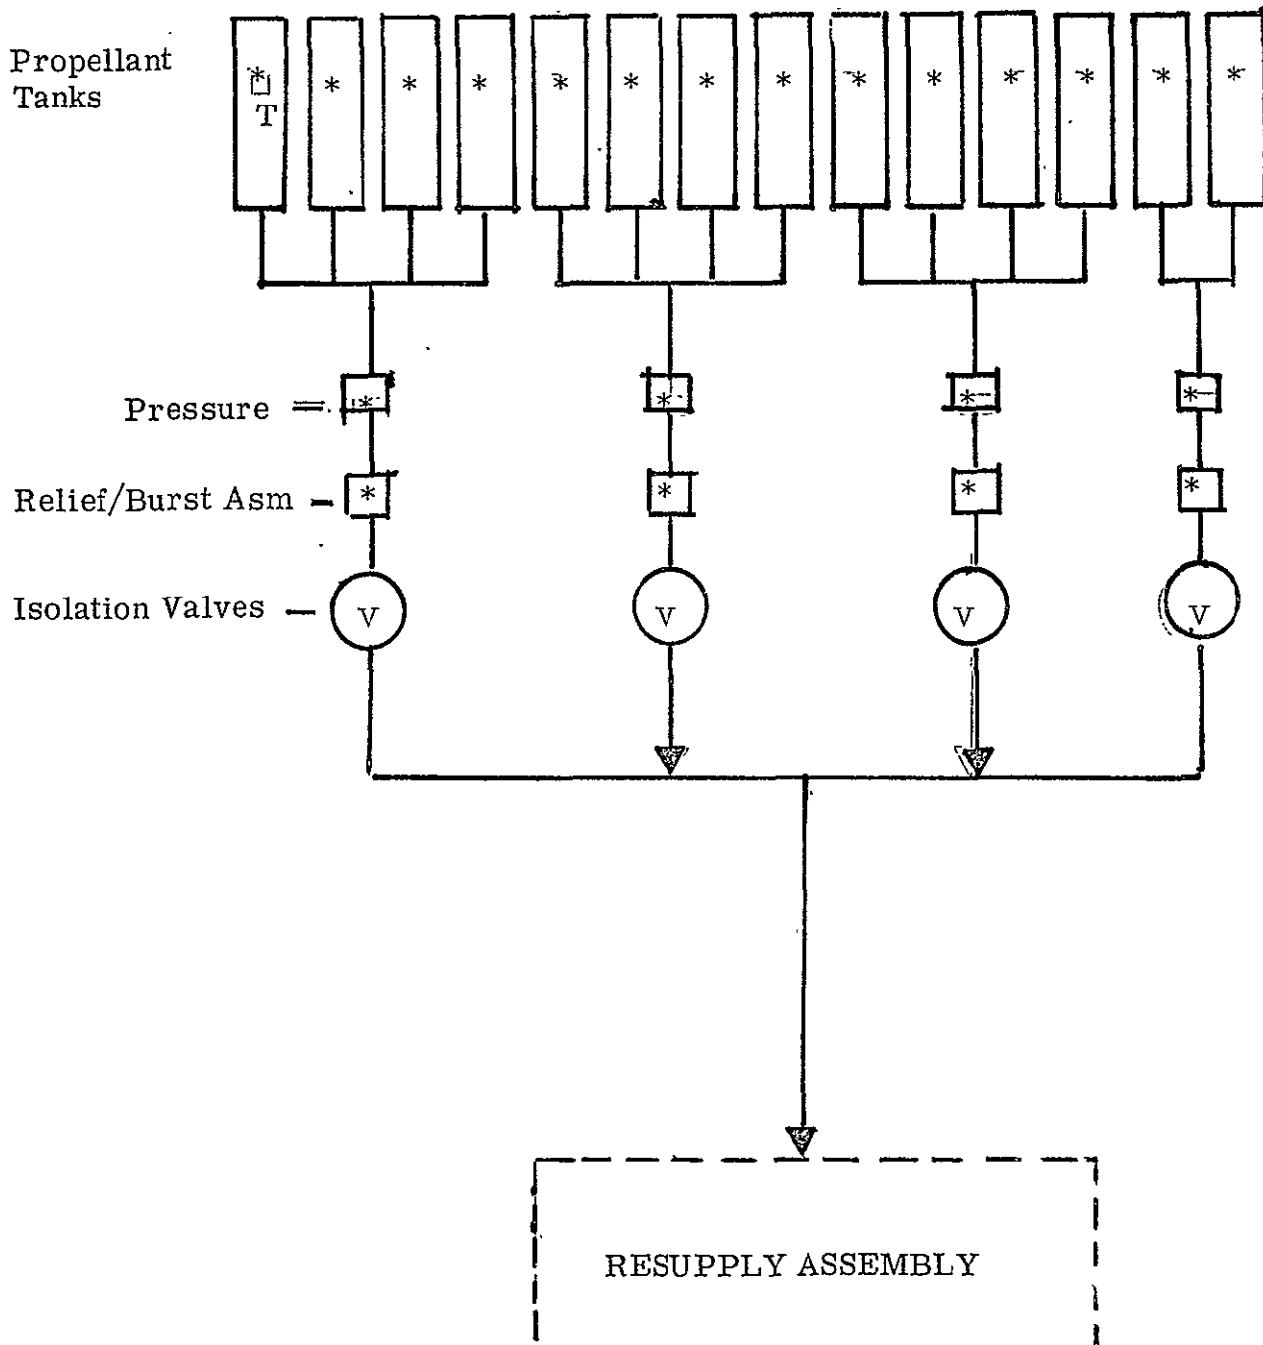 Propellant
Tanks
* * * * * * * * * * * * * *
T
Pressure
* * * *
Relief/Burst Asm
* * * *
Isolation Valves
V V V V
RESUPPLY ASSEMBLY